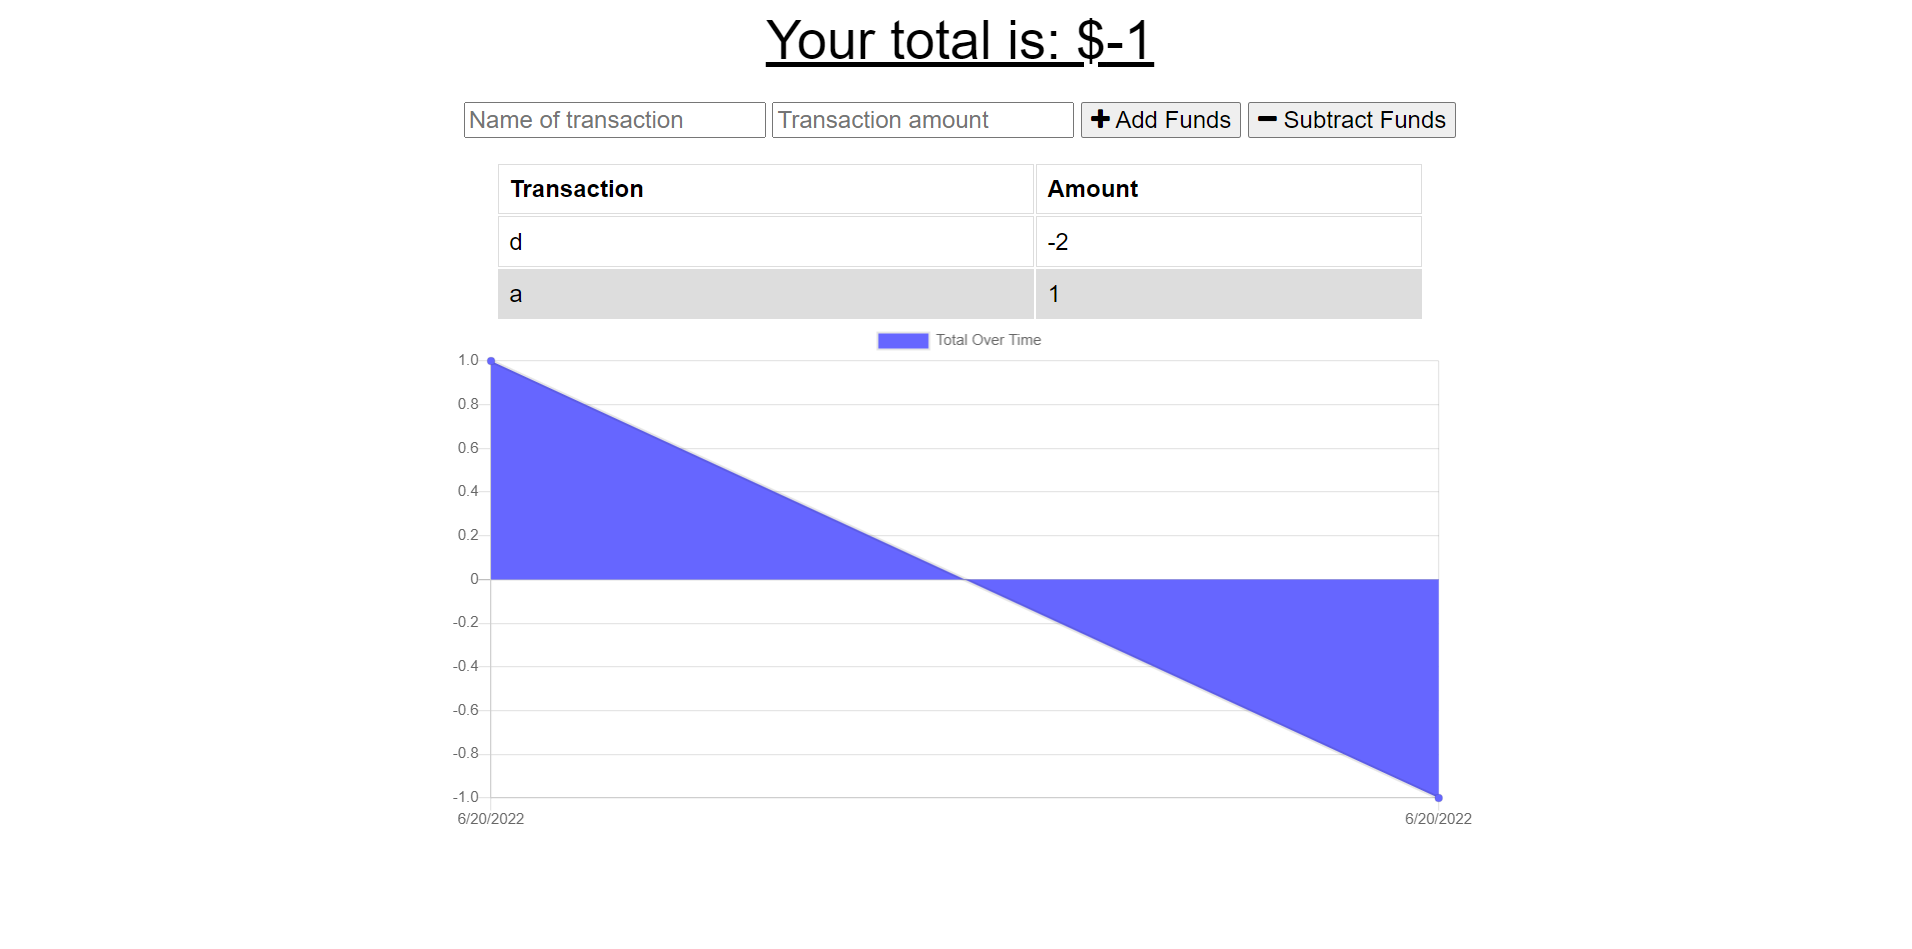 Your total is: $-1
Name of transaction Transaction amount Add Funds Subtract Funds
Transaction Amount
d -2
a 1
Total Over Time
1.0
0.8
0.6
0.4
0.2
0
-0.2
-0.4
-0.6
-0.8
-1.0
6/20/2022 6/20/2022